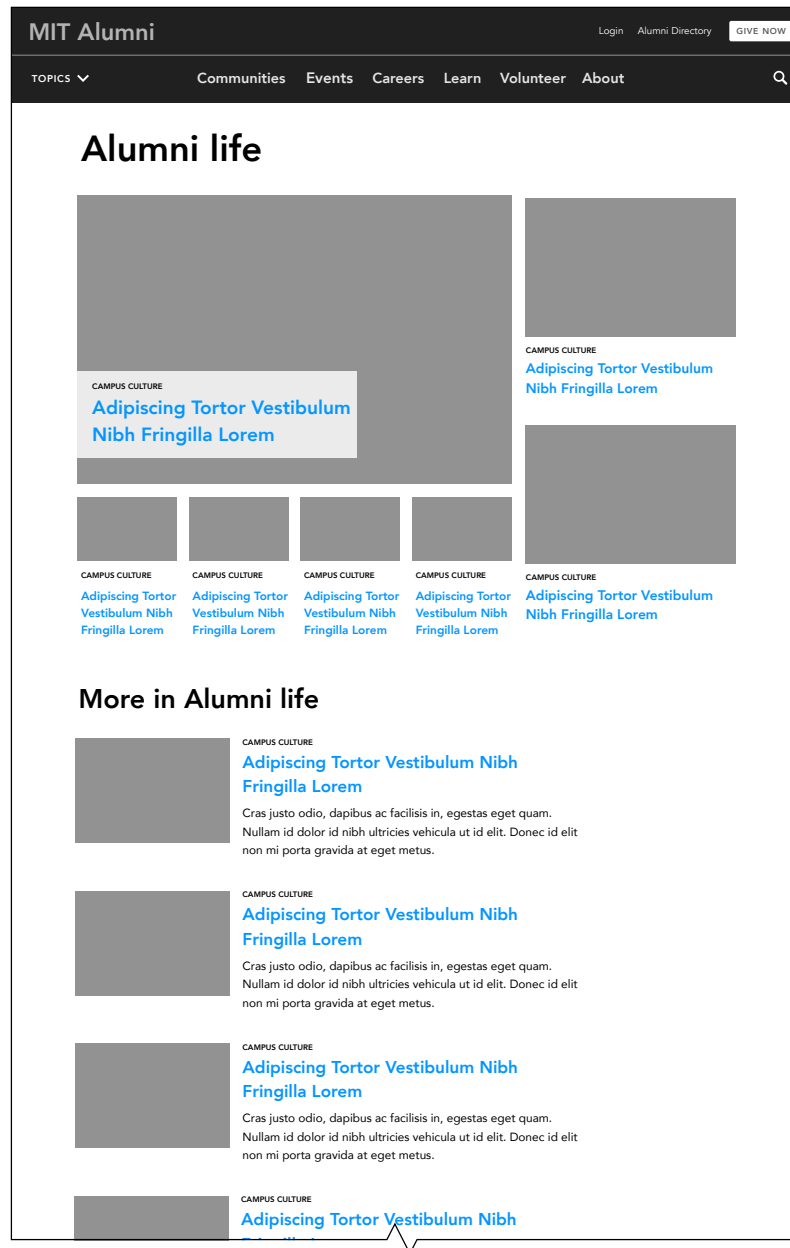 MIT Alumni
Login Alumni Directory GIVE NOW
TOPICS Communities Events Careers Learn Volunteer About
Alumni life
CAMPUS CULTURE
Adipiscing Tortor Vestibulum
Nibh Fringilla Lorem
CAMPUS CULTURE
Adipiscing Tortor
Vestibulum Nibh
Fringilla Lorem
CAMPUS CULTURE
Adipiscing Tortor
Vestibulum Nibh
Fringilla Lorem
CAMPUS CULTURE
Adipiscing Tortor
Vestibulum Nibh
Fringilla Lorem
CAMPUS CULTURE
Adipiscing Tortor
Vestibulum Nibh
Fringilla Lorem
CAMPUS CULTURE
Adipiscing Tortor Vestibulum
Nibh Fringilla Lorem
CAMPUS CULTURE
Adipiscing Tortor Vestibulum
Nibh Fringilla Lorem
More in Alumni life
CAMPUS CULTURE
Adipiscing Tortor Vestibulum Nibh
Fringilla Lorem
Cras justo odio, dapibus ac facilisis in, egestas eget quam.
Nullam id dolor id nibh ultricies vehicula ut id elit. Donec id elit
non mi porta gravida at eget metus.
CAMPUS CULTURE
Adipiscing Tortor Vestibulum Nibh
Fringilla Lorem
Cras justo odio, dapibus ac facilisis in, egestas eget quam.
Nullam id dolor id nibh ultricies vehicula ut id elit. Donec id elit
non mi porta gravida at eget metus.
CAMPUS CULTURE
Adipiscing Tortor Vestibulum Nibh
Fringilla Lorem
Cras justo odio, dapibus ac facilisis in, egestas eget quam.
Nullam id dolor id nibh ultricies vehicula ut id elit. Donec id elit
non mi porta gravida at eget metus.
CAMPUS CULTURE
Adipiscing Tortor Vestibulum Nibh